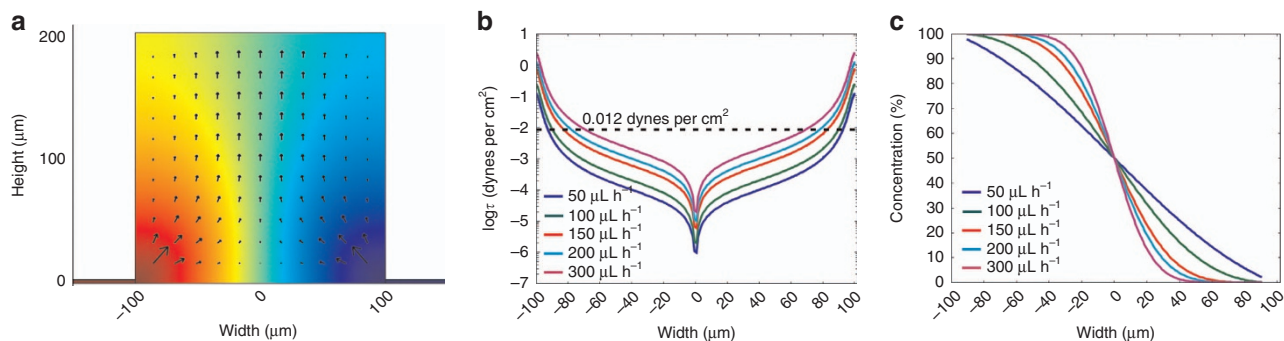 a
200
100
0
Height (μm)
−100
0
100
Width (μm)
b
1
0
−1
−2
−3
−4
−5
−6
−7
logτ (dynes per cm²)
0.012 dynes per cm²
50 μL h⁻¹
100 μL h⁻¹
150 μL h⁻¹
200 μL h⁻¹
300 μL h⁻¹
−100
−80
−60
−40
−20
0
20
40
60
80
100
Width (μm)
c
100
90
80
70
60
50
40
30
20
10
0
Concentration (%)
50 μL h⁻¹
100 μL h⁻¹
150 μL h⁻¹
200 μL h⁻¹
300 μL h⁻¹
−100
−80
−60
−40
−20
0
20
40
60
80
100
Width (μm)